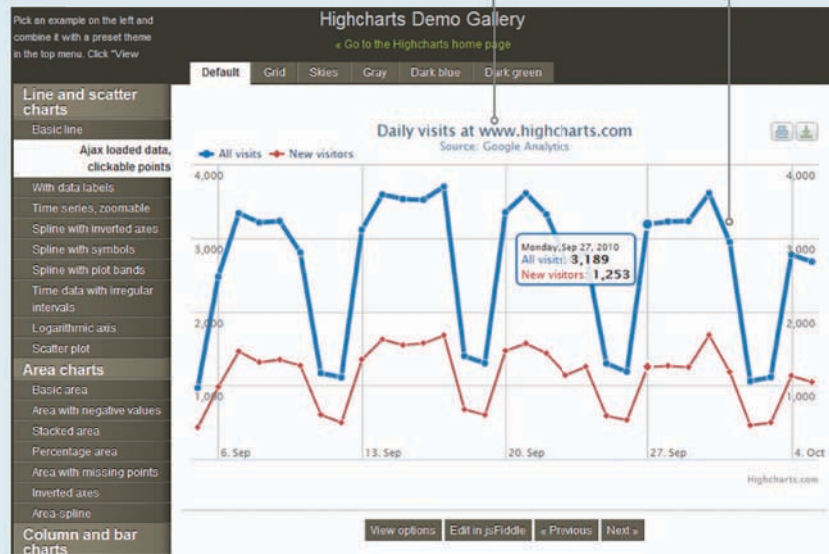 Pick an example on the left and
combine it with a preset theme
in the top menu. Click "View
Highcharts Demo Gallery
« Go to the Highcharts home page
Default Grid Skies Gray Dark blue Dark green
Line and scatter
charts
Basic line
Ajax loaded data,
clickable points
With data labels
Time series, zoomable
Spline with inverted axes
Spline with symbols
Spline with plot bands
Time data with irregular
intervals
Logarithmic axis
Scatter plot
Area charts
Basic area
Area with negative values
Stacked area
Percentage area
Area with missing points
Inverted axes
Area-spline
Column and bar
charts
Daily visits at www.highcharts.com
Source: Google Analytics
All visits New visitors
4,000 4,000
3,000 3,000
2,000 2,000
1,000 1,000
Monday, Sep 27, 2010
All visits: 3,189
New visitors: 1,253
6. Sep 13. Sep 20. Sep 27. Sep 4. Oct
Highcharts.com
View options Edit in jsFiddle « Previous Next »